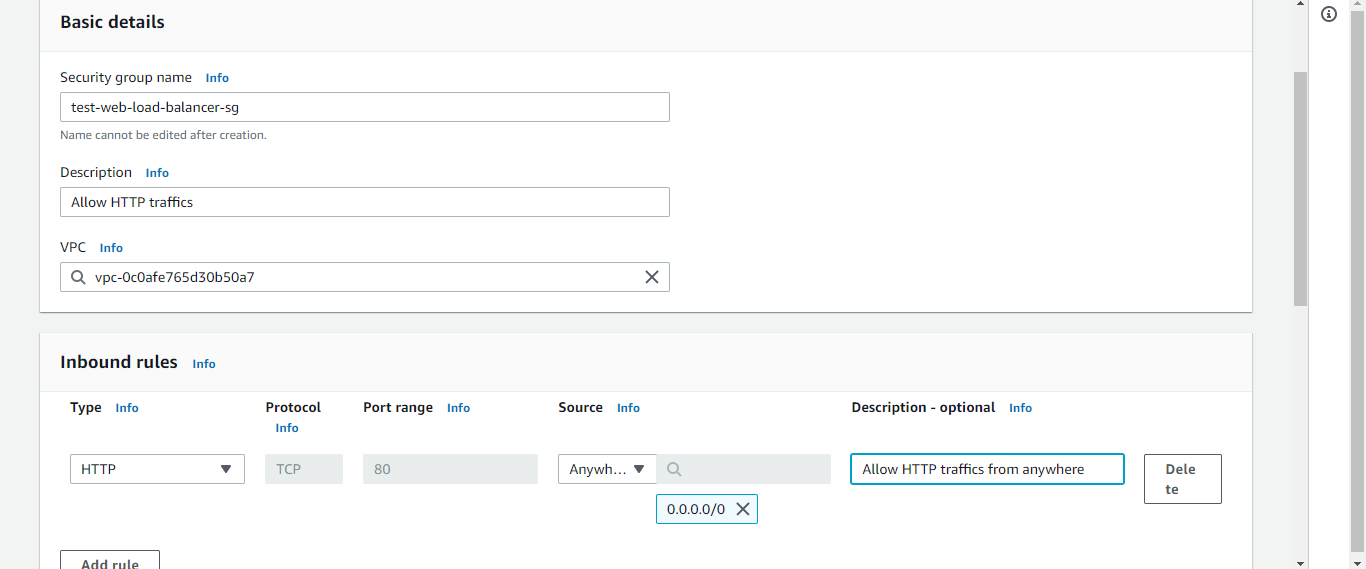 Basic details
Security group name Info
test-web-load-balancer-sg
Name cannot be edited after creation.
Description Info
Allow HTTP traffics
VPC Info
vpc-0c0afe765d30b50a7
Inbound rules Info
Type Info Protocol Port range Info Source Info Description - optional Info
Info
HTTP TCP 80 Anywh... Allow HTTP traffics from anywhere Dele
te
0.0.0.0/0
Add rule